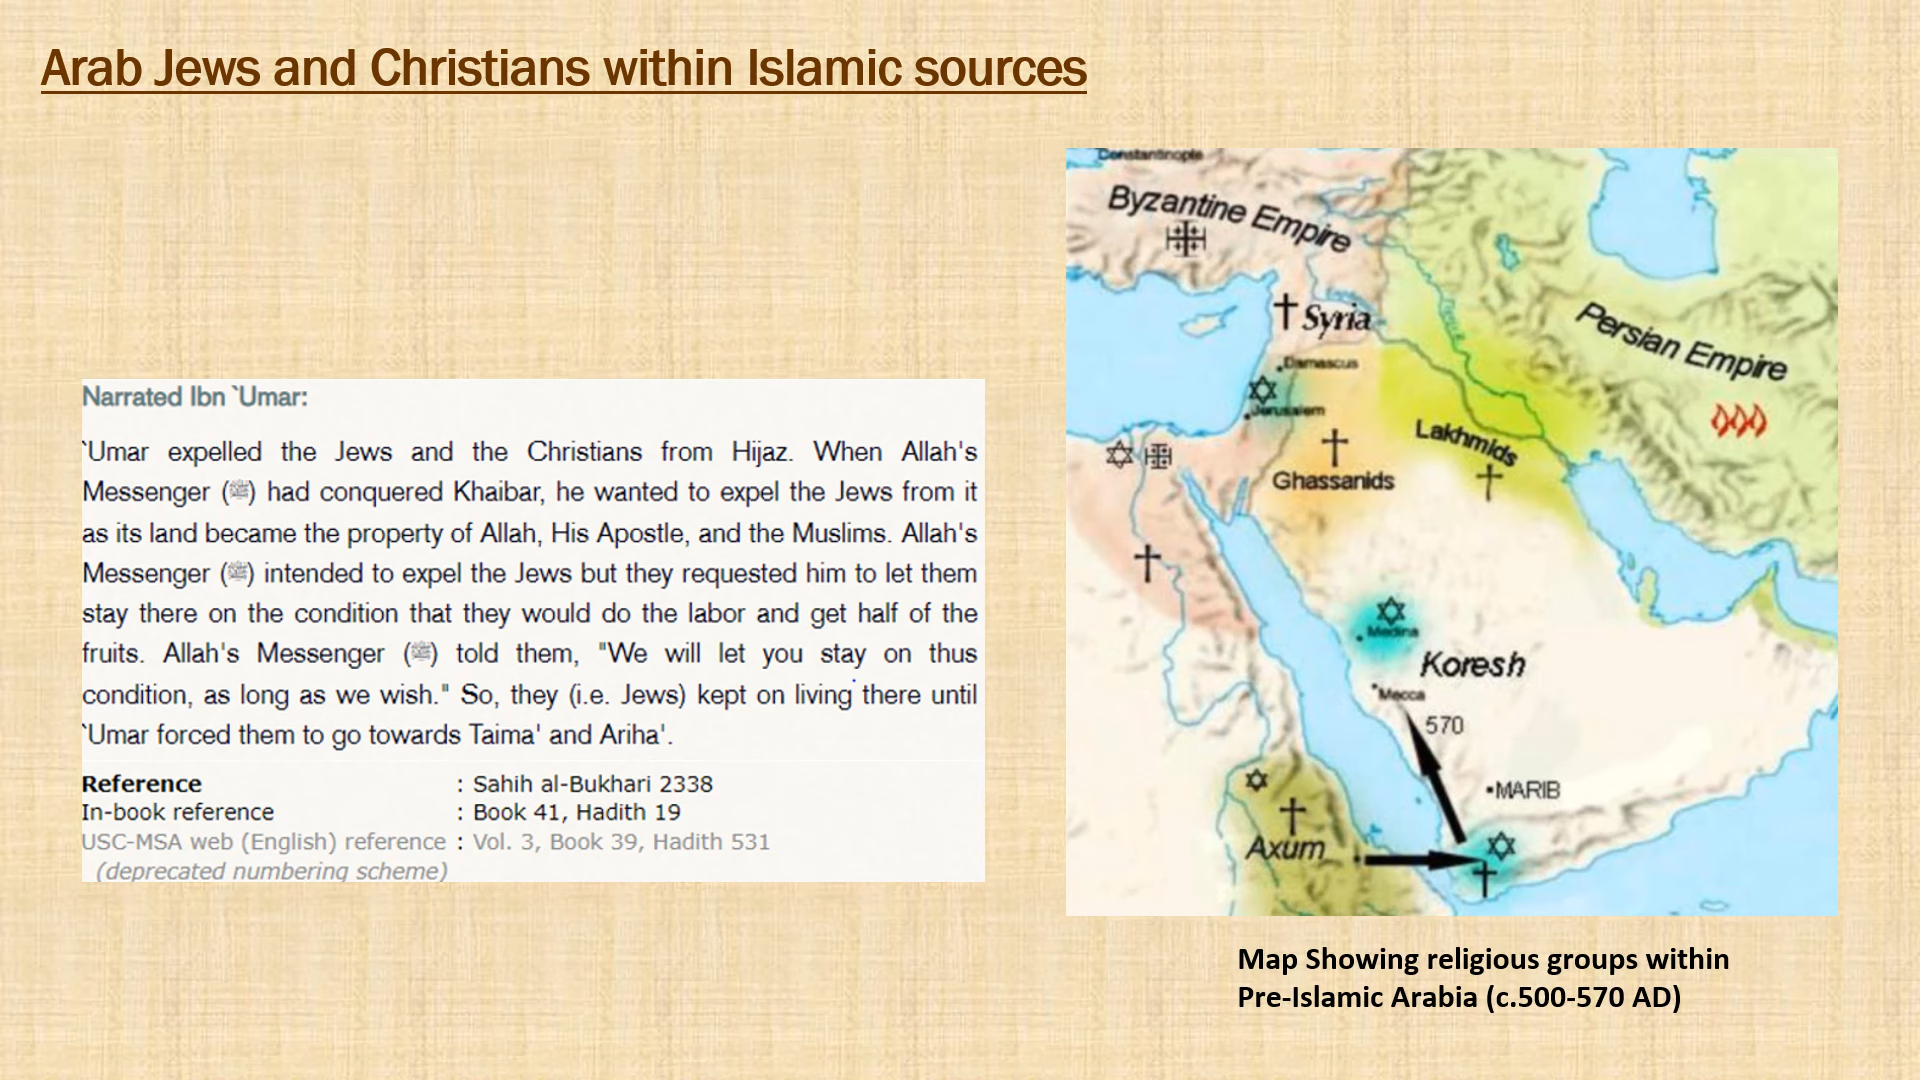 Arab Jews and Christians within Islamic sources
Narrated Ibn `Umar:
`Umar expelled the Jews and the Christians from Hijaz. When Allah's
Messenger (ﷺ) had conquered Khaibar, he wanted to expel the Jews from it
as its land became the property of Allah, His Apostle, and the Muslims. Allah's
Messenger (ﷺ) intended to expel the Jews but they requested him to let them
stay there on the condition that they would do the labor and get half of the
fruits. Allah's Messenger (ﷺ) told them, "We will let you stay on thus
condition, as long as we wish." So, they (i.e. Jews) kept on living there until
`Umar forced them to go towards Taima' and Ariha'.
Reference : Sahih al-Bukhari 2338
In-book reference : Book 41, Hadith 19
USC-MSA web (English) reference : Vol. 3, Book 39, Hadith 531
(deprecated numbering scheme)
Constantinople
Byzantine Empire
Syria
Persian Empire
Damascus
Jerusalem
Lakhmids
Ghassanids
Medina
Koresh
Mecca
570
MARIB
Axum
Map Showing religious groups within
Pre-Islamic Arabia (c.500-570 AD)